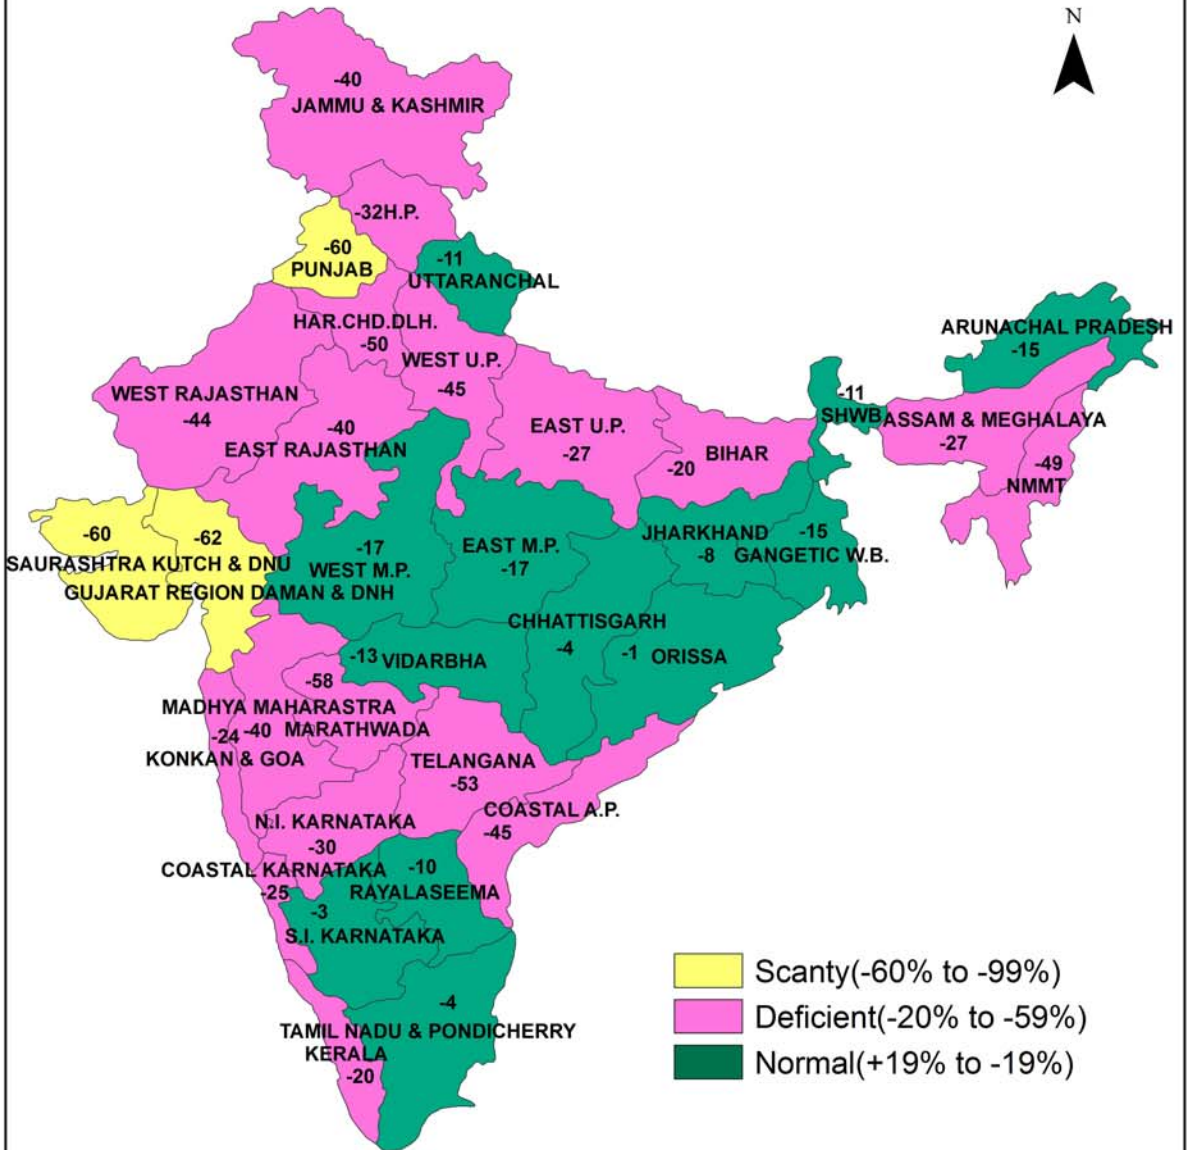 N
-40
JAMMU & KASHMIR
-32H.P.
-60
PUNJAB
-11
UTTARANCHAL
HAR.CHD.DLH.
-50
WEST U.P.
-45
ARUNACHAL PRADESH
-15
WEST RAJASTHAN
-44
-40
EAST RAJASTHAN
EAST U.P.
-27
BIHAR
-20
-11
SHWB
ASSAM & MEGHALAYA
-27
-49
NMMT
-60
SAURASHTRA KUTCH & DNU
-62
GUJARAT REGION DAMAN & DNH
-17
WEST M.P.
EAST M.P.
-17
JHARKHAND
-8
-15
GANGETIC W.B.
CHHATTISGARH
-4
-1 ORISSA
-13 VIDARBHA
-58
MADHYA MAHARASTRA
-24 -40 MARATHWADA
KONKAN & GOA
TELANGANA
-53
COASTAL A.P.
-45
N.I. KARNATAKA
-30
COASTAL KARNATAKA
-25
-10
RAYALASEEMA
-3
S.I. KARNATAKA
-4
TAMIL NADU & PONDICHERRY
KERALA
-20
Scanty(-60% to -99%)
Deficient(-20% to -59%)
Normal(+19% to -19%)